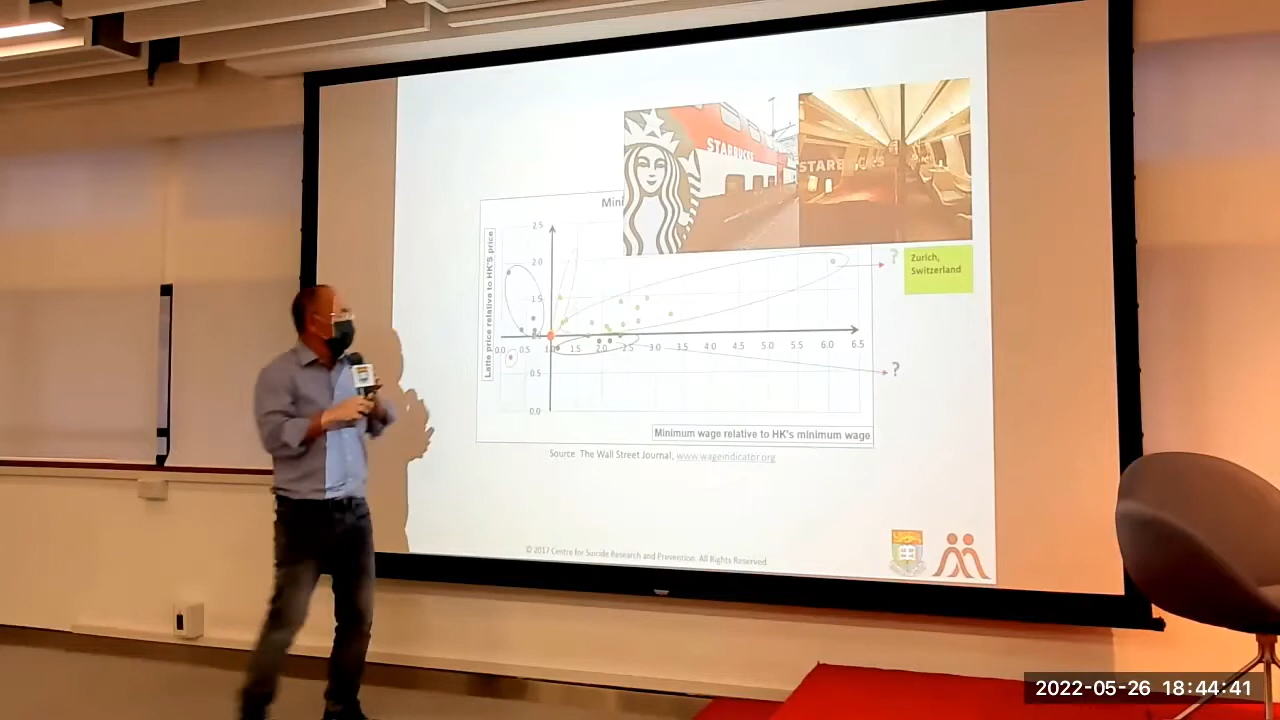 STARBUCKS
STARBUCKS
Mini
Latte price relative to HK'S price
2.5
2.0
1.5
1.0
0.5
0.0
0.0 0.5 1.0 1.5 2.0 2.5 3.0 3.5 4.0 4.5 5.0 5.5 6.0 6.5
?
Zurich,
Switzerland
?
Minimum wage relative to HK's minimum wage
Source: The Wall Street Journal, www.wageindicator.org
© 2017 Centre for Suicide Research and Prevention. All Rights Reserved.
2022-05-26 18:44:41